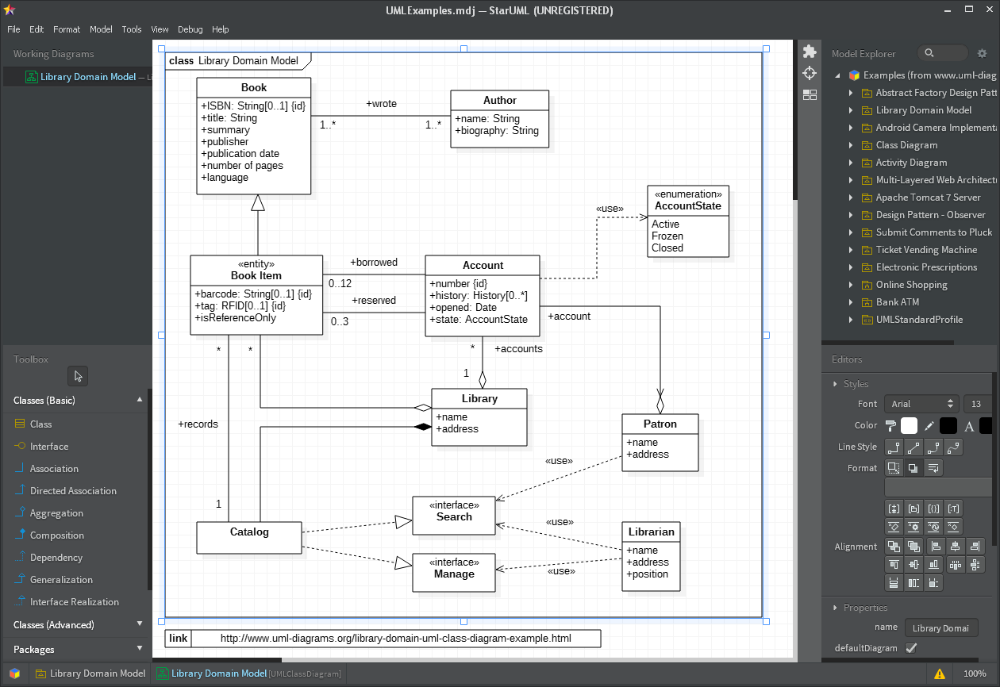 UMLExamples.mdj — StarUML (UNREGISTERED)
File Edit Format Model Tools View Debug Help
Working Diagrams
Library Domain Model — Li
Toolbox
Classes (Basic)
Class
Interface
Association
Directed Association
Aggregation
Composition
Dependency
Generalization
Interface Realization
Classes (Advanced)
Packages
class Library Domain Model
Book
+ISBN: String[0..1] {id}
+title: String
+summary
+publisher
+publication date
+number of pages
+language
+wrote
1..*
1..*
Author
+name: String
+biography: String
«enumeration»
AccountState
Active
Frozen
Closed
«use»
«entity»
Book Item
+barcode: String[0..1] {id}
+tag: RFID[0..1] {id}
+isReferenceOnly
+borrowed
0..12
+reserved
0..3
Account
+number {id}
+history: History[0..*]
+opened: Date
+state: AccountState
+account
*
*
*
+accounts
1
Library
+name
+address
+records
1
Patron
+name
+address
«use»
Catalog
«interface»
Search
«interface»
Manage
«use»
«use»
Librarian
+name
+address
+position
link
http://www.uml-diagrams.org/library-domain-uml-class-diagram-example.html
Model Explorer
Examples (from www.uml-diag
Abstract Factory Design Patt
Library Domain Model
Android Camera Implementa
Class Diagram
Activity Diagram
Multi-Layered Web Architect
Apache Tomcat 7 Server
Design Pattern - Observer
Submit Comments to Pluck
Ticket Vending Machine
Electronic Prescriptions
Online Shopping
Bank ATM
UMLStandardProfile
Editors
Styles
Font Arial 13
Color A
Line Style
Format
Alignment
Properties
name Library Domai
defaultDiagram
Library Domain Model
Library Domain Model [UMLClassDiagram]
100%